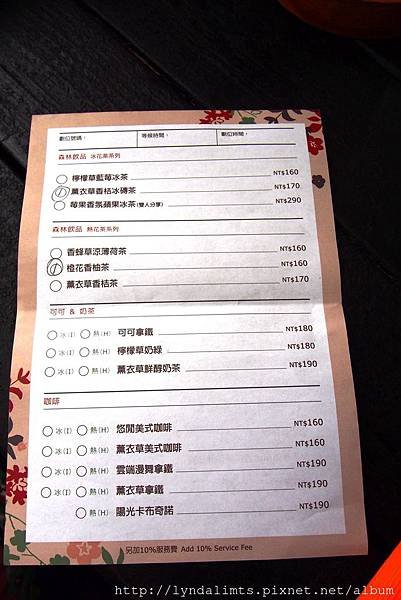 劃位號碼： 等候時間： 劃位時間：
森林飲品 冰花茶系列
檸檬草藍莓冰茶 NT$160
薰衣草香桔冰磚茶 NT$170
莓果香氛蘋果冰茶(雙人分享) NT$290
森林飲品 熱花茶系列
香蜂草涼薄荷茶 NT$160
橙花香柚茶 NT$160
薰衣草香桔茶 NT$170
可可 & 奶茶
冰(I) 熱(H) 可可拿鐵 NT$180
冰(I) 熱(H) 檸檬草奶綠 NT$180
冰(I) 熱(H) 薰衣草鮮醇奶茶 NT$190
咖啡
冰(I) 熱(H) 悠閒美式咖啡 NT$160
冰(I) 熱(H) 薰衣草美式咖啡 NT$160
冰(I) 熱(H) 雲端漫舞拿鐵 NT$190
冰(I) 熱(H) 薰衣草拿鐵 NT$190
熱(H) 陽光卡布奇諾 NT$190
另加10%服務費 Add 10% Service Fee
http://lyndalimts.pixnet.net/album